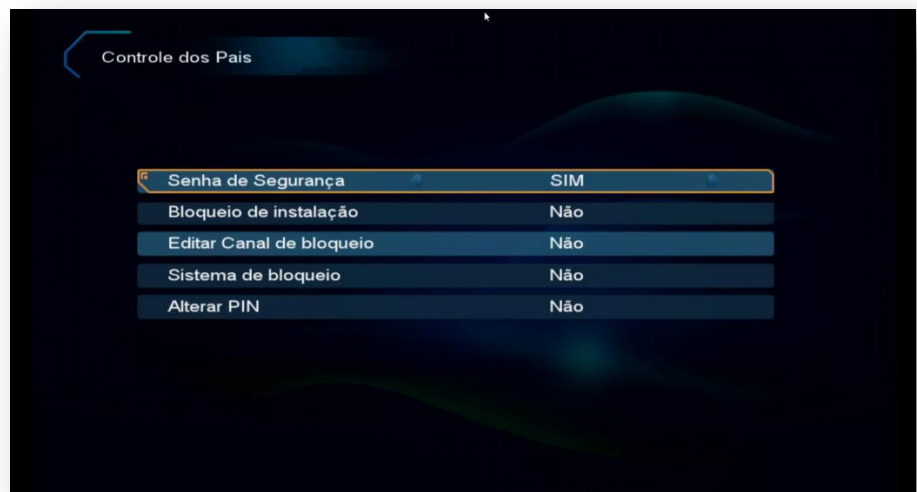 Controle dos Pais
Senha de Segurança SIM
Bloqueio de instalação Não
Editar Canal de bloqueio Não
Sistema de bloqueio Não
Alterar PIN Não